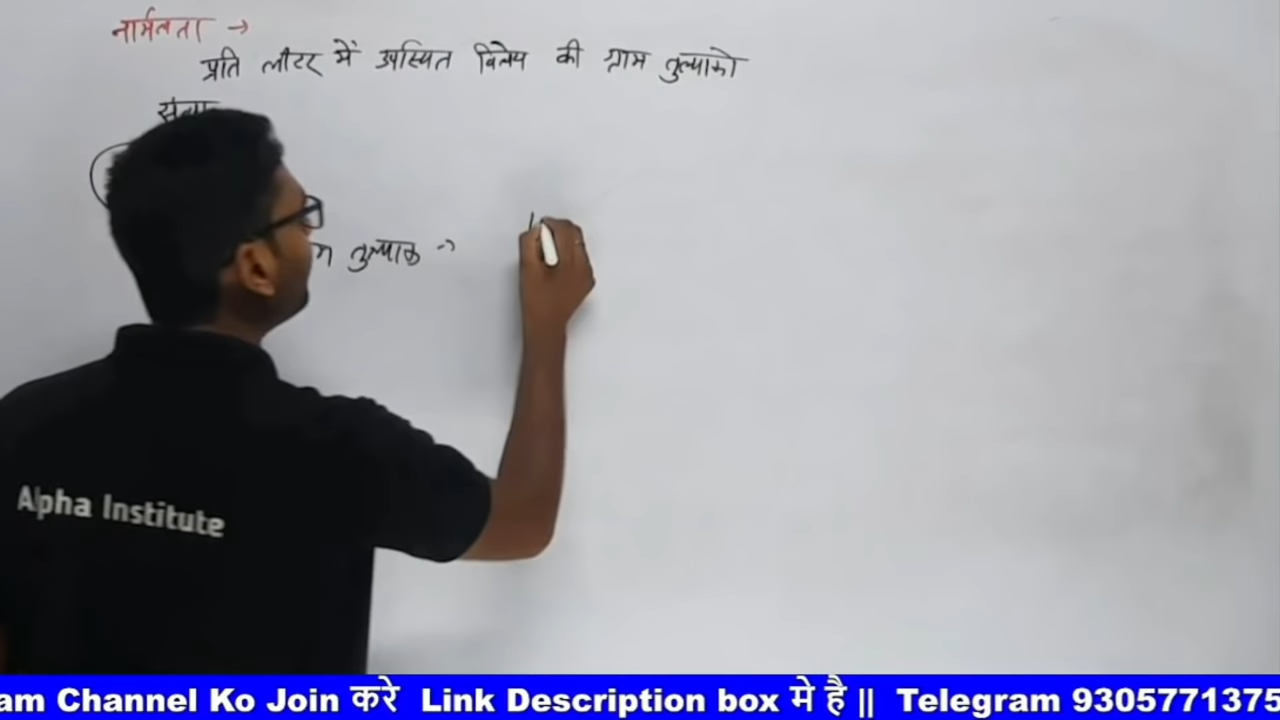 नार्मलता →
प्रति लीटर में उपस्थित विलेय की ग्राम तुल्याको
तुल्याक →
Alpha Institute
am Channel Ko Join करे Link Description box मे है || Telegram 9305771375